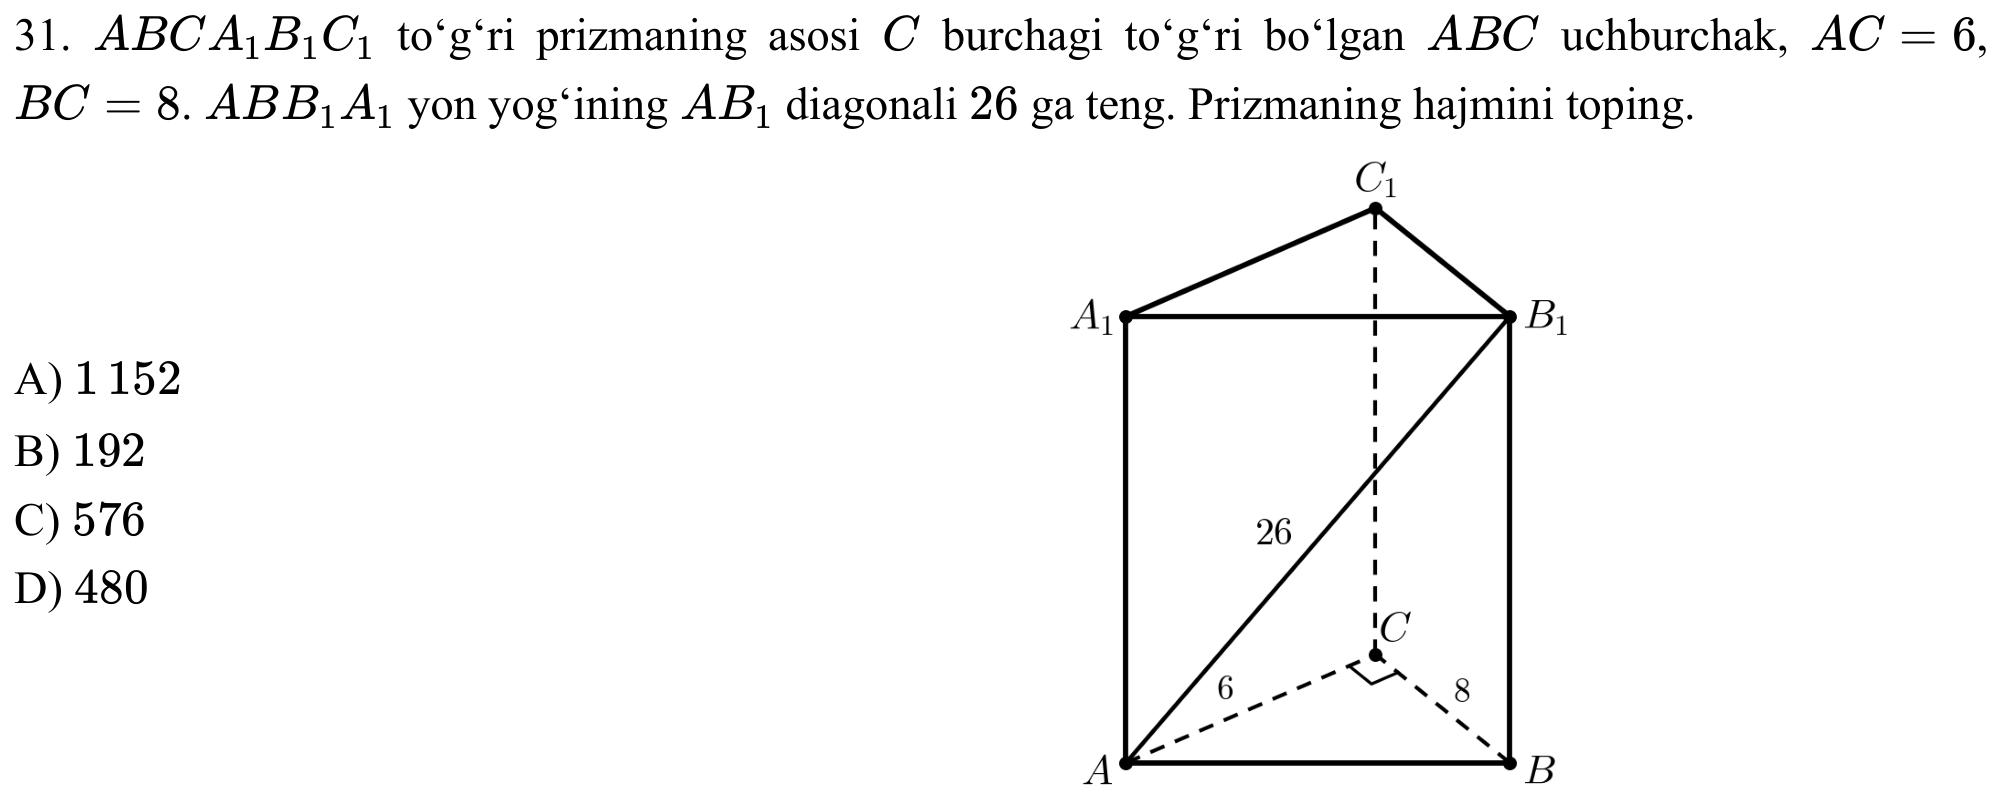 31. ABCA₁B₁C₁ to‘g‘ri prizmaning asosi C burchagi to‘g‘ri bo‘lgan ABC uchburchak, AC = 6,
BC = 8. ABB₁A₁ yon yog‘ining AB₁ diagonali 26 ga teng. Prizmaning hajmini toping.
C₁
A₁
B₁
A) 1 152
B) 192
C) 576
D) 480
26
C
6
8
A
B